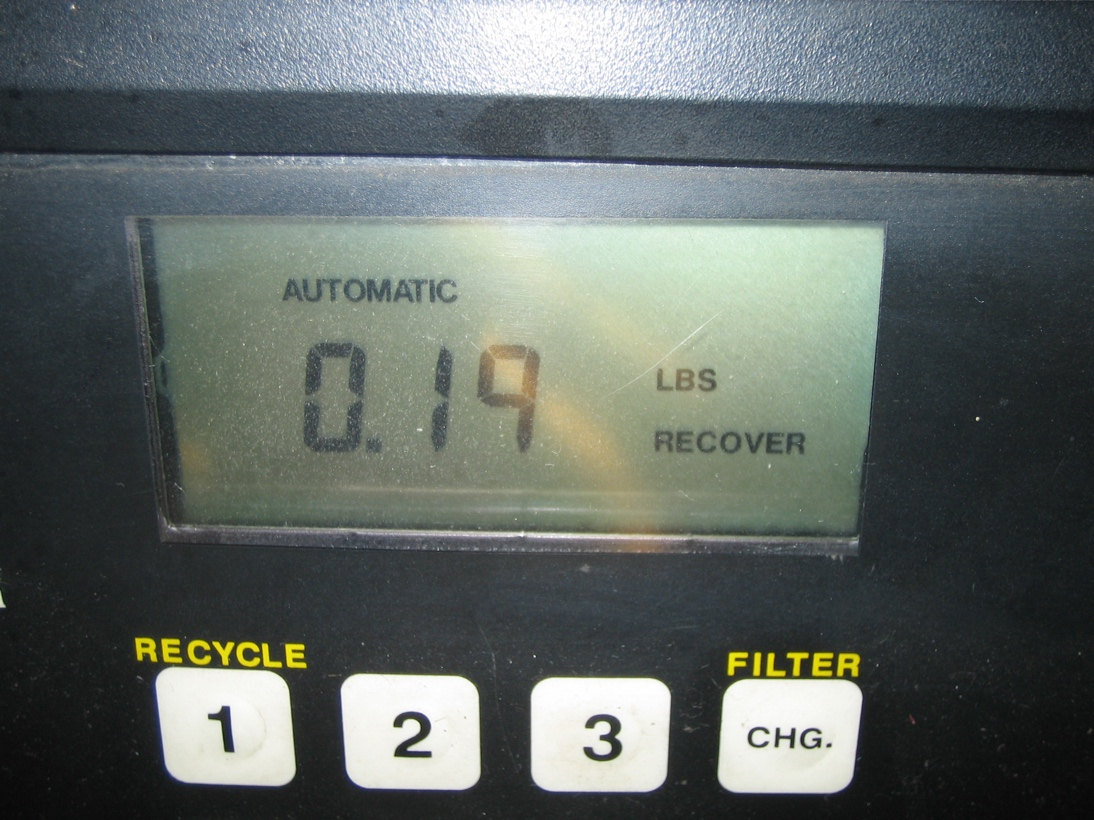 AUTOMATIC
0.19
LBS
RECOVER
RECYCLE
FILTER
1
2
3
CHG.